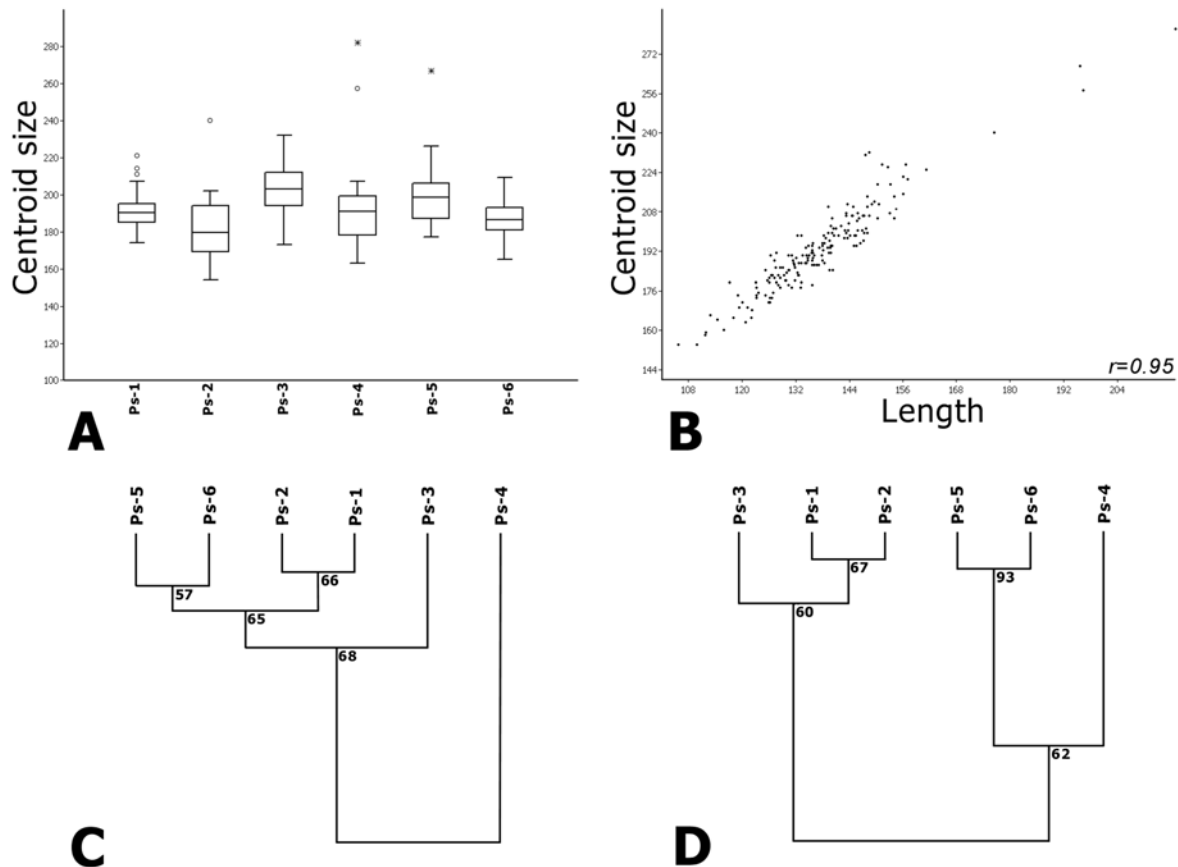 280
260
240
220
200
180
160
140
120
100
Centroid size
Ps-1
Ps-2
Ps-3
Ps-4
Ps-5
Ps-6
A
272
256
240
224
208
192
176
160
144
Centroid size
r=0.95
108
120
132
144
156
168
180
192
204
Length
B
Ps-5
Ps-6
Ps-2
Ps-1
Ps-3
Ps-4
57
66
65
68
C
Ps-3
Ps-1
Ps-2
Ps-5
Ps-6
Ps-4
67
93
60
62
D